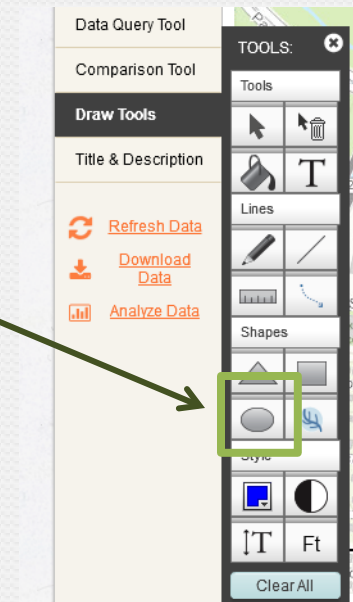 Data Query Tool
Comparison Tool
Draw Tools
Title & Description
Refresh Data
Download
Data
Analyze Data
TOOLS:
Tools
T
Lines
Shapes
Style
T
Ft
Clear All